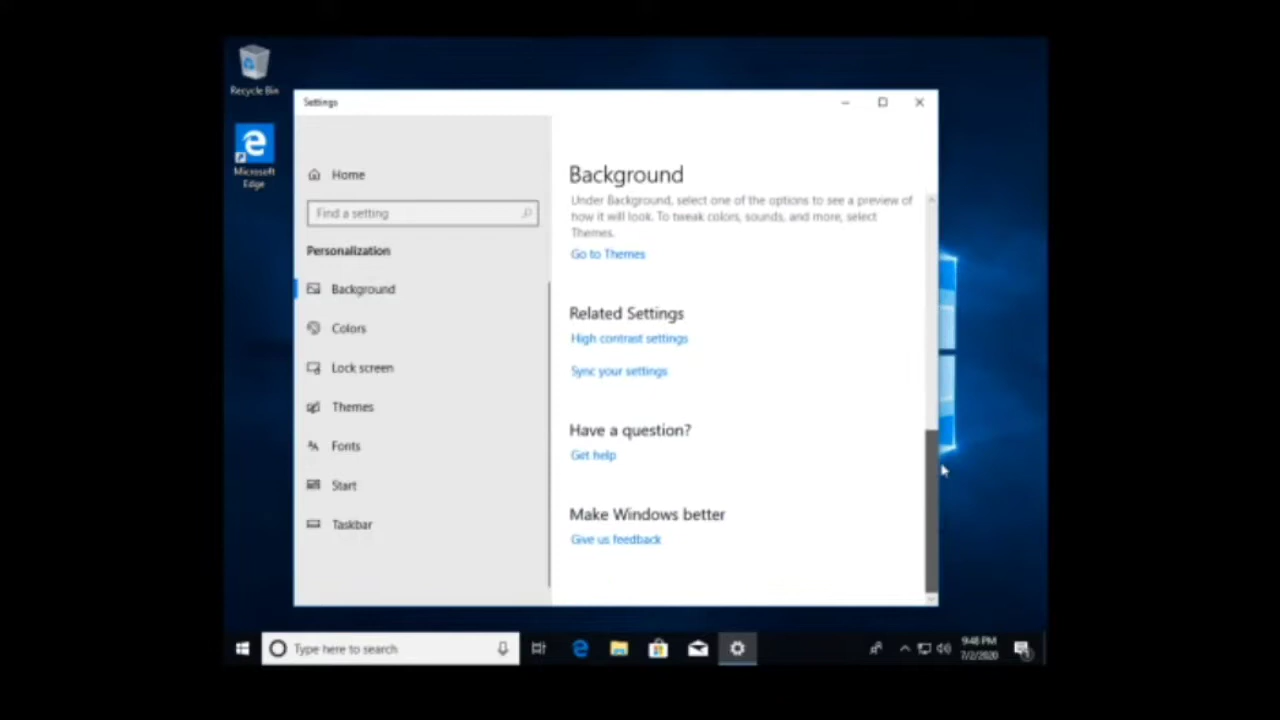 Recycle Bin
Microsoft
Edge
Settings
Home
Find a setting
Personalization
Background
Colors
Lock screen
Themes
Fonts
Start
Taskbar
Background
Under Background, select one of the options to see a preview of
how it will look. To tweak colors, sounds, and more, select
Themes.
Go to Themes
Related Settings
High contrast settings
Sync your settings
Have a question?
Get help
Make Windows better
Give us feedback
Type here to search
9:48 PM
7/2/2020